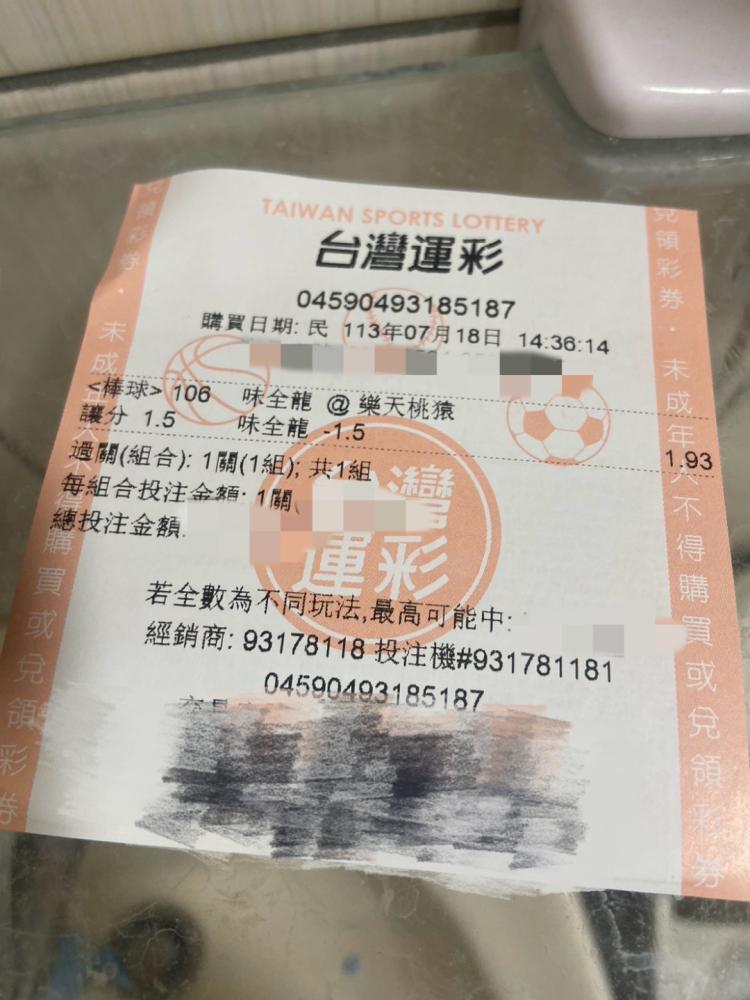 TAIWAN SPORTS LOTTERY
台灣運彩
04590493185187
購買日期: 民 113年07月18日 14:36:14
<棒球> 106 味全龍 @ 樂天桃猿
讓分 1.5 味全龍 -1.5
1.93
過關(組合): 1關(1組); 共1組
每組合投注金額: 1關
總投注金額
灣
運彩
若全數為不同玩法,最高可能中:
經銷商: 93178118 投注機#931781181
04590493185187
兌領彩券・未成年
購買或兌領彩券
兌領彩券・未成年人不得購買或兌領彩券